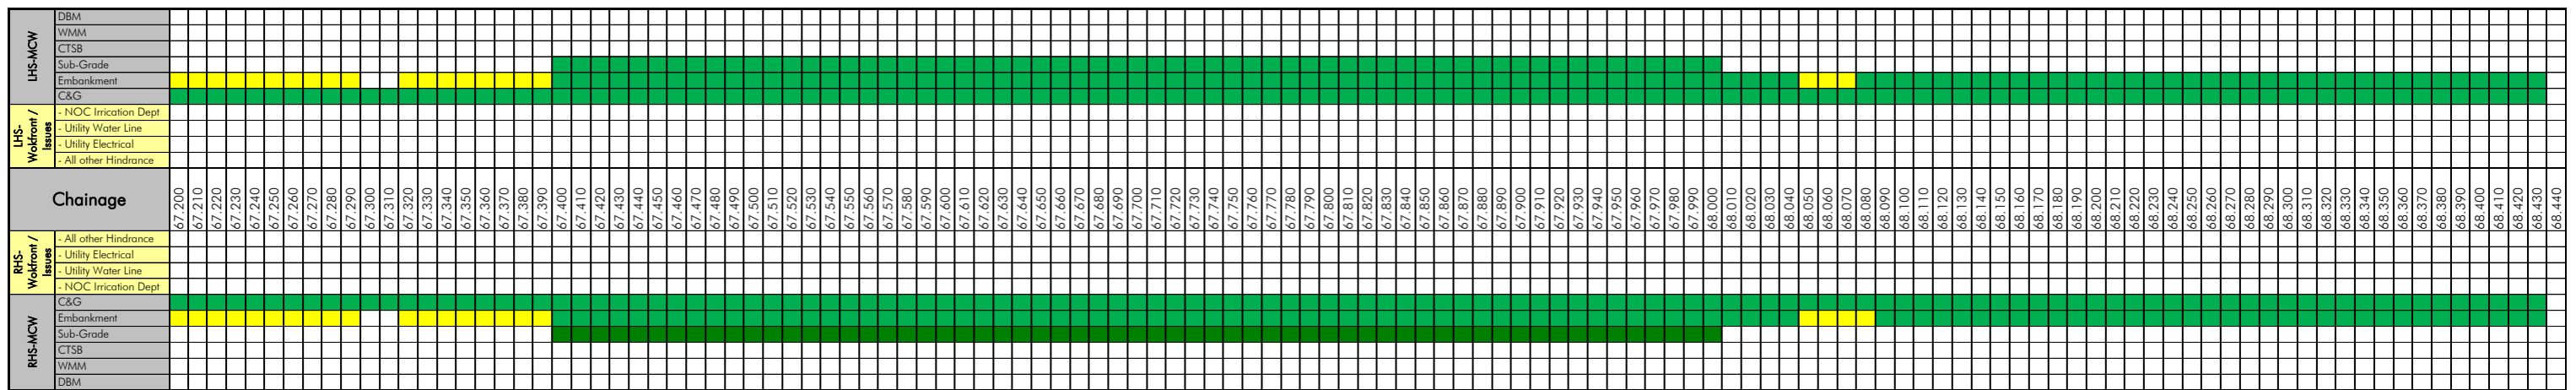 LHS-MCW
DBM
WMM
CTSB
Sub-Grade
Embankment
C&G
LHS-
Wokfront /
Issues
- NOC Irrication Dept
- Utility Water Line
- Utility Electrical
- All other Hindrance
Chainage
67.200 67.210 67.220 67.230 67.240 67.250 67.260 67.270 67.280 67.290 67.300 67.310 67.320 67.330 67.340 67.350 67.360 67.370 67.380 67.390 67.400 67.410 67.420 67.430 67.440 67.450 67.460 67.470 67.480 67.490 67.500 67.510 67.520 67.530 67.540 67.555 67.560 67.570 67.580 67.590 67.600 67.610 67.620 67.630 67.640 67.650 67.660 67.670 67.680 67.690 67.700 67.710 67.720 67.730 67.740 67.750 67.760 67.770 67.780 67.790 67.800 67.810 67.820 67.830 67.840 67.850 67.860 67.870 67.880 67.890 67.900 67.910 67.920 67.930 67.940 67.950 67.960 67.970 67.980 67.990 68.000 68.010 68.020 68.030 68.040 68.050 68.060 68.070 68.080 68.090 68.100 68.110 68.120 68.130 68.140 68.150 68.160 68.170 68.180 68.190 68.200 68.210 68.220 68.230 68.240 68.250 68.260 68.270 68.280 68.290 68.300 68.310 68.320 68.330 68.340 68.350 68.360 68.370 68.380 68.390 68.400 68.410 68.420 68.430 68.440
RHS-
Wokfront /
Issues
- All other Hindrance
- Utility Electrical
- Utility Water Line
- NOC Irrication Dept
RHS-MCW
C&G
Embankment
Sub-Grade
CTSB
WMM
DBM